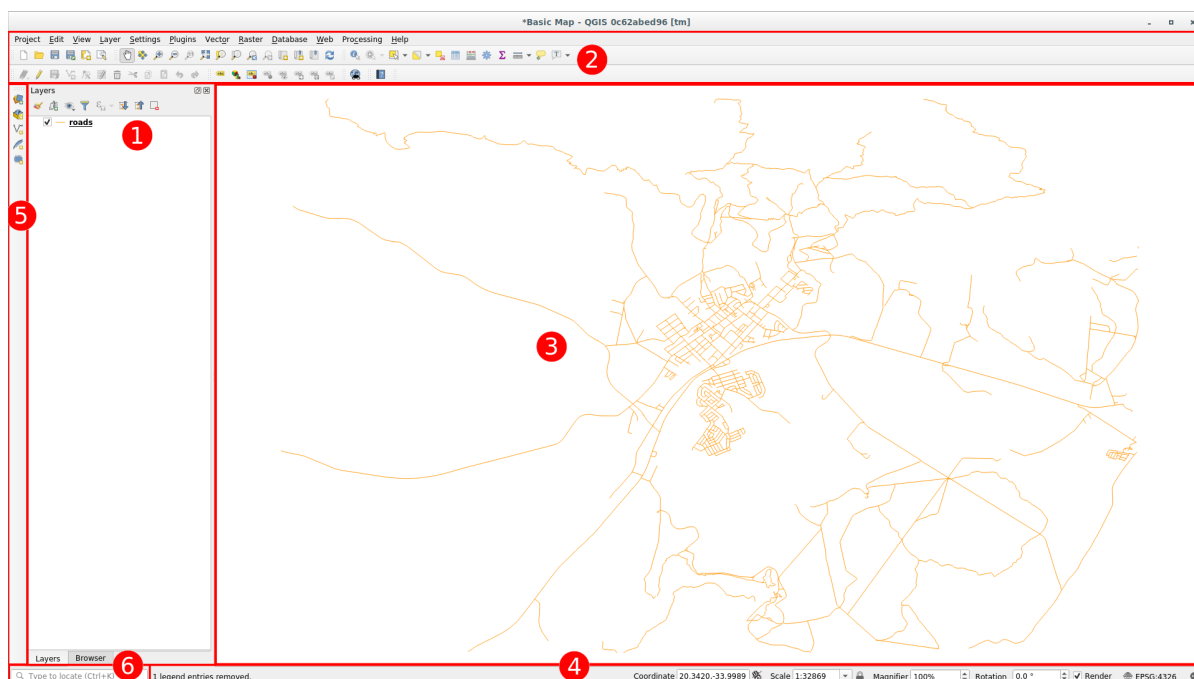 *Basic Map - QGIS 0c62abed96 [tm]
Project Edit View Layer Settings Plugins Vector Raster Database Web Processing Help
2
Layers
roads
1
5
3
Layers Browser
6
4
Type to locate (Ctrl+K)
1 legend entries removed.
Coordinate 20.3420,-33.9989 Scale 1:32869 Magnifier 100% Rotation 0.0 ° Render EPSG:4326